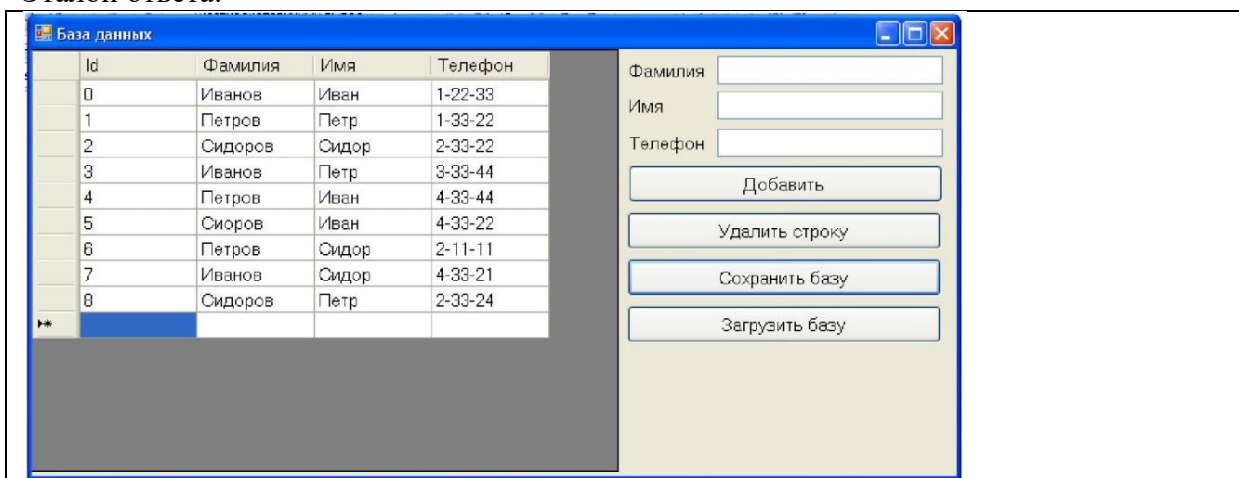 База данных
Id Фамилия Имя Телефон
0 Иванов Иван 1-22-33
1 Петров Петр 1-33-22
2 Сидоров Сидор 2-33-22
3 Иванов Петр 3-33-44
4 Петров Иван 4-33-44
5 Сиоров Иван 4-33-22
6 Петров Сидор 2-11-11
7 Иванов Сидор 4-33-21
8 Сидоров Петр 2-33-24
Фамилия
Имя
Телефон
Добавить
Удалить строку
Сохранить базу
Загрузить базу